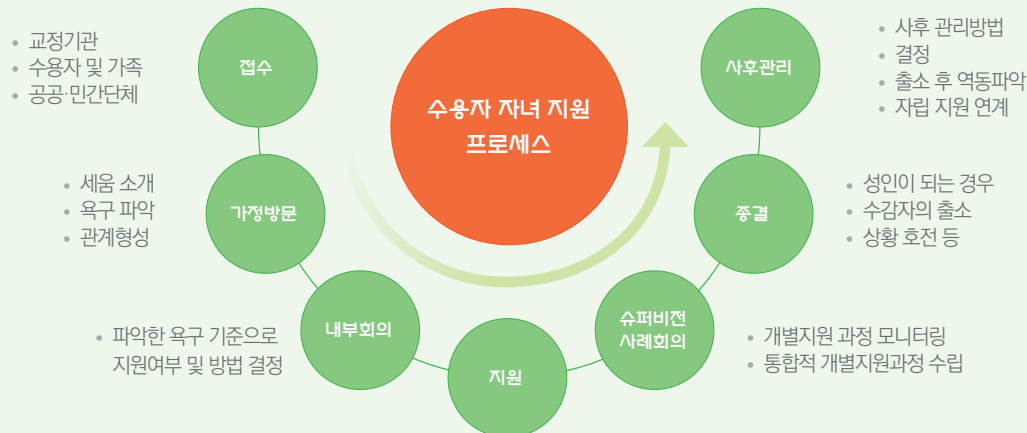 수용자 자녀 지원
프로세스
접수
• 교정기관
• 수용자 및 가족
• 공공·민간단체
가정방문
• 세움 소개
• 욕구 파악
• 관계형성
내부회의
• 파악한 욕구 기준으로
지원여부 및 방법 결정
지원
슈퍼비전
사례회의
• 개별지원 과정 모니터링
• 통합적 개별지원과정 수립
종결
• 성인이 되는 경우
• 수감자의 출소
• 상황 호전 등
사후관리
• 사후 관리방법
• 결정
• 출소 후 역동파악
• 자립 지원 연계